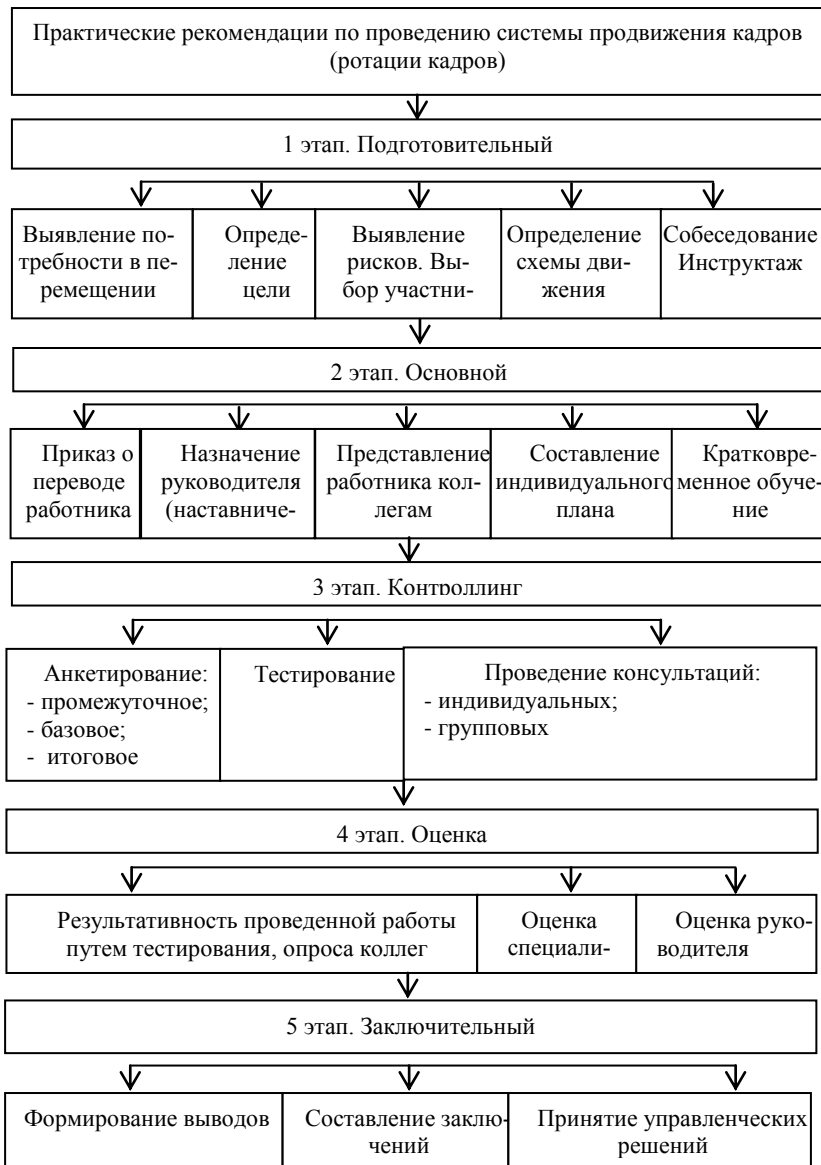 Практические рекомендации по проведению системы продвижения кадров
(ротации кадров)
1 этап. Подготовительный
Выявление по-
требности в пе-
ремещении
Опреде-
ление
цели
Выявление
рисков. Вы-
бор участни-
Определение
схемы дви-
жения
Собеседование
Инструктаж
2 этап. Основной
Приказ о
переводе
работника
Назначение
руководителя
(наставниче-
Представление
работника кол-
легам
Составление
индивидуального
плана
Кратковре-
менное обуче-
ние
3 этап. Контроллинг
Анкетирование:
- промежуточное;
- базовое;
- итоговое
Тестирование
Проведение консультаций:
- индивидуальных;
- групповых
4 этап. Оценка
Результативность проведенной работы
путем тестирования, опроса коллег
Оценка
специали-
Оценка руко-
водителя
5 этап. Заключительный
Формирование выводов
Составление заклю-
чений
Принятие управленческих
решений